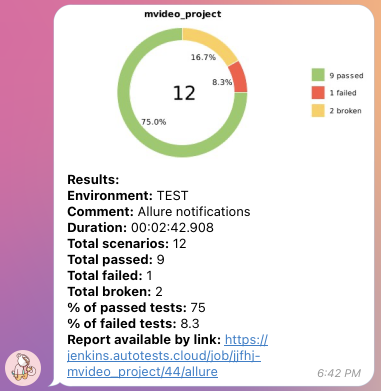 mvideo_project
16.7%
8.3%
12
75.0%
9 passed
1 failed
2 broken
Results:
Environment: TEST
Comment: Allure notifications
Duration: 00:02:42.908
Total scenarios: 12
Total passed: 9
Total failed: 1
Total broken: 2
% of passed tests: 75
% of failed tests: 8.3
Report available by link: https://
jenkins.autotests.cloud/job/jjfhj-
mvideo_project/44/allure
6:42 PM